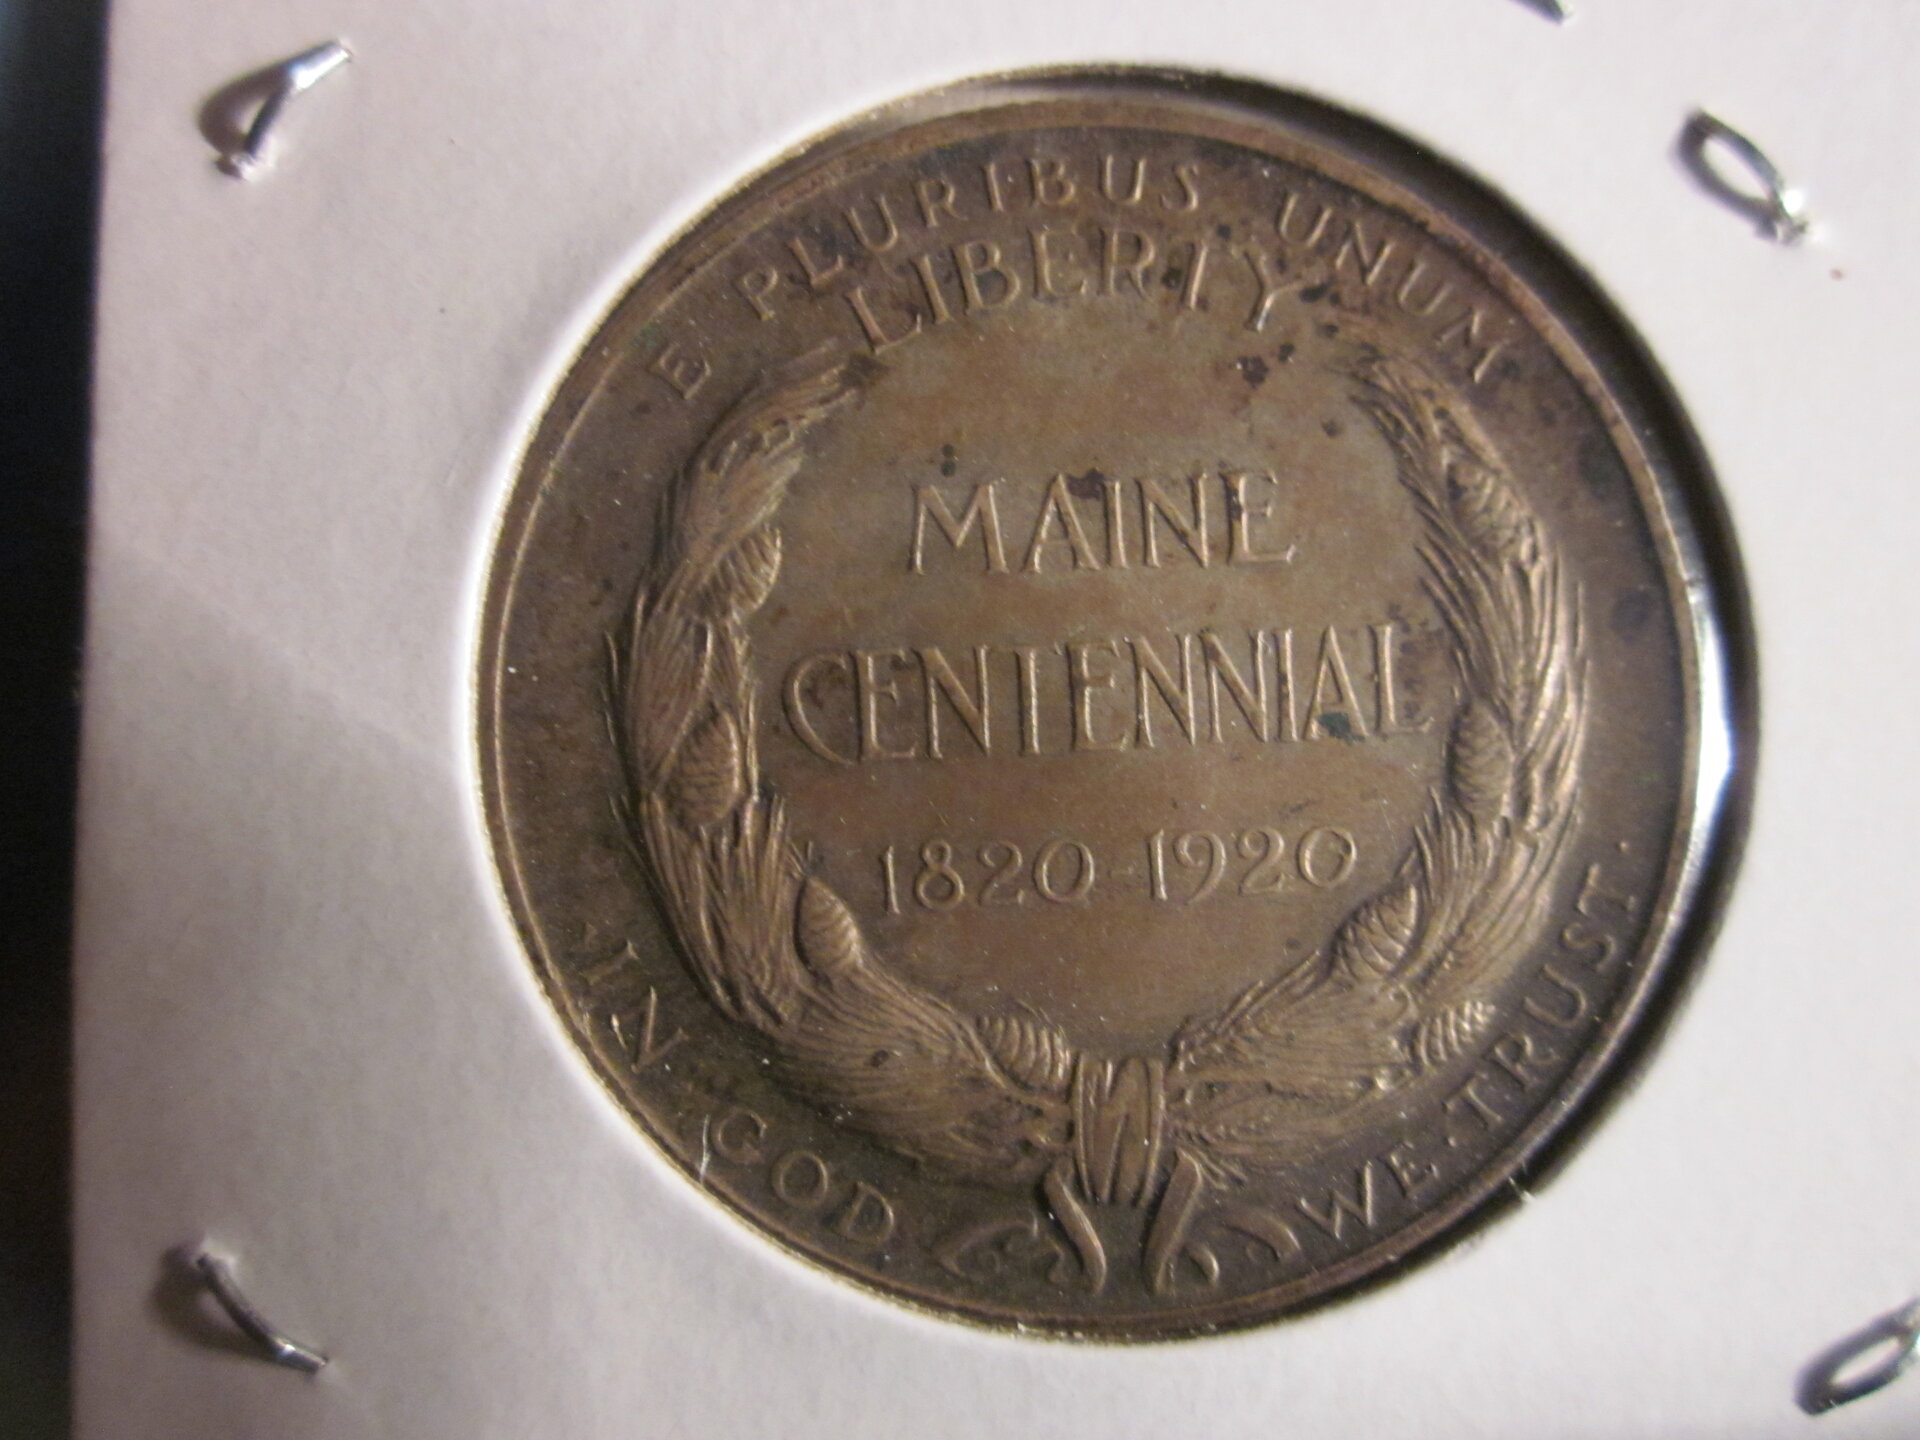 E PLURIBUS UNUM
LIBERTY
MAINE
CENTENNIAL
1820-1920
·IN·GOD WE·TRUST.